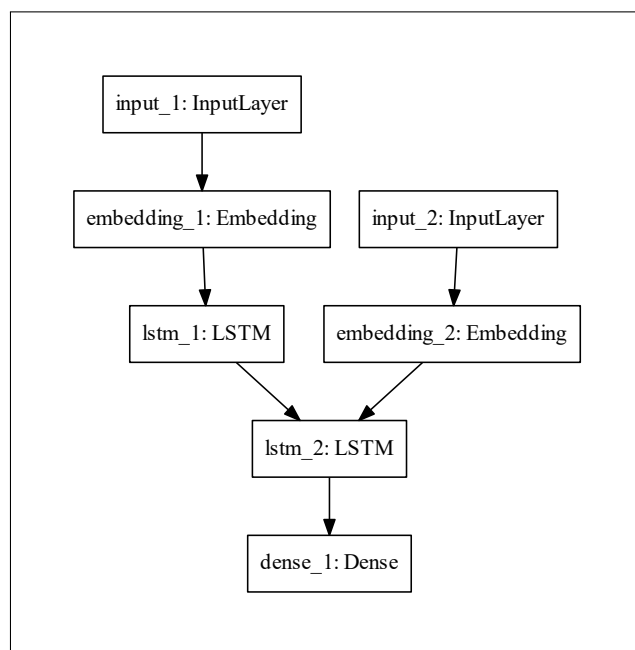 input_1: InputLayer
embedding_1: Embedding
input_2: InputLayer
lstm_1: LSTM
embedding_2: Embedding
lstm_2: LSTM
dense_1: Dense